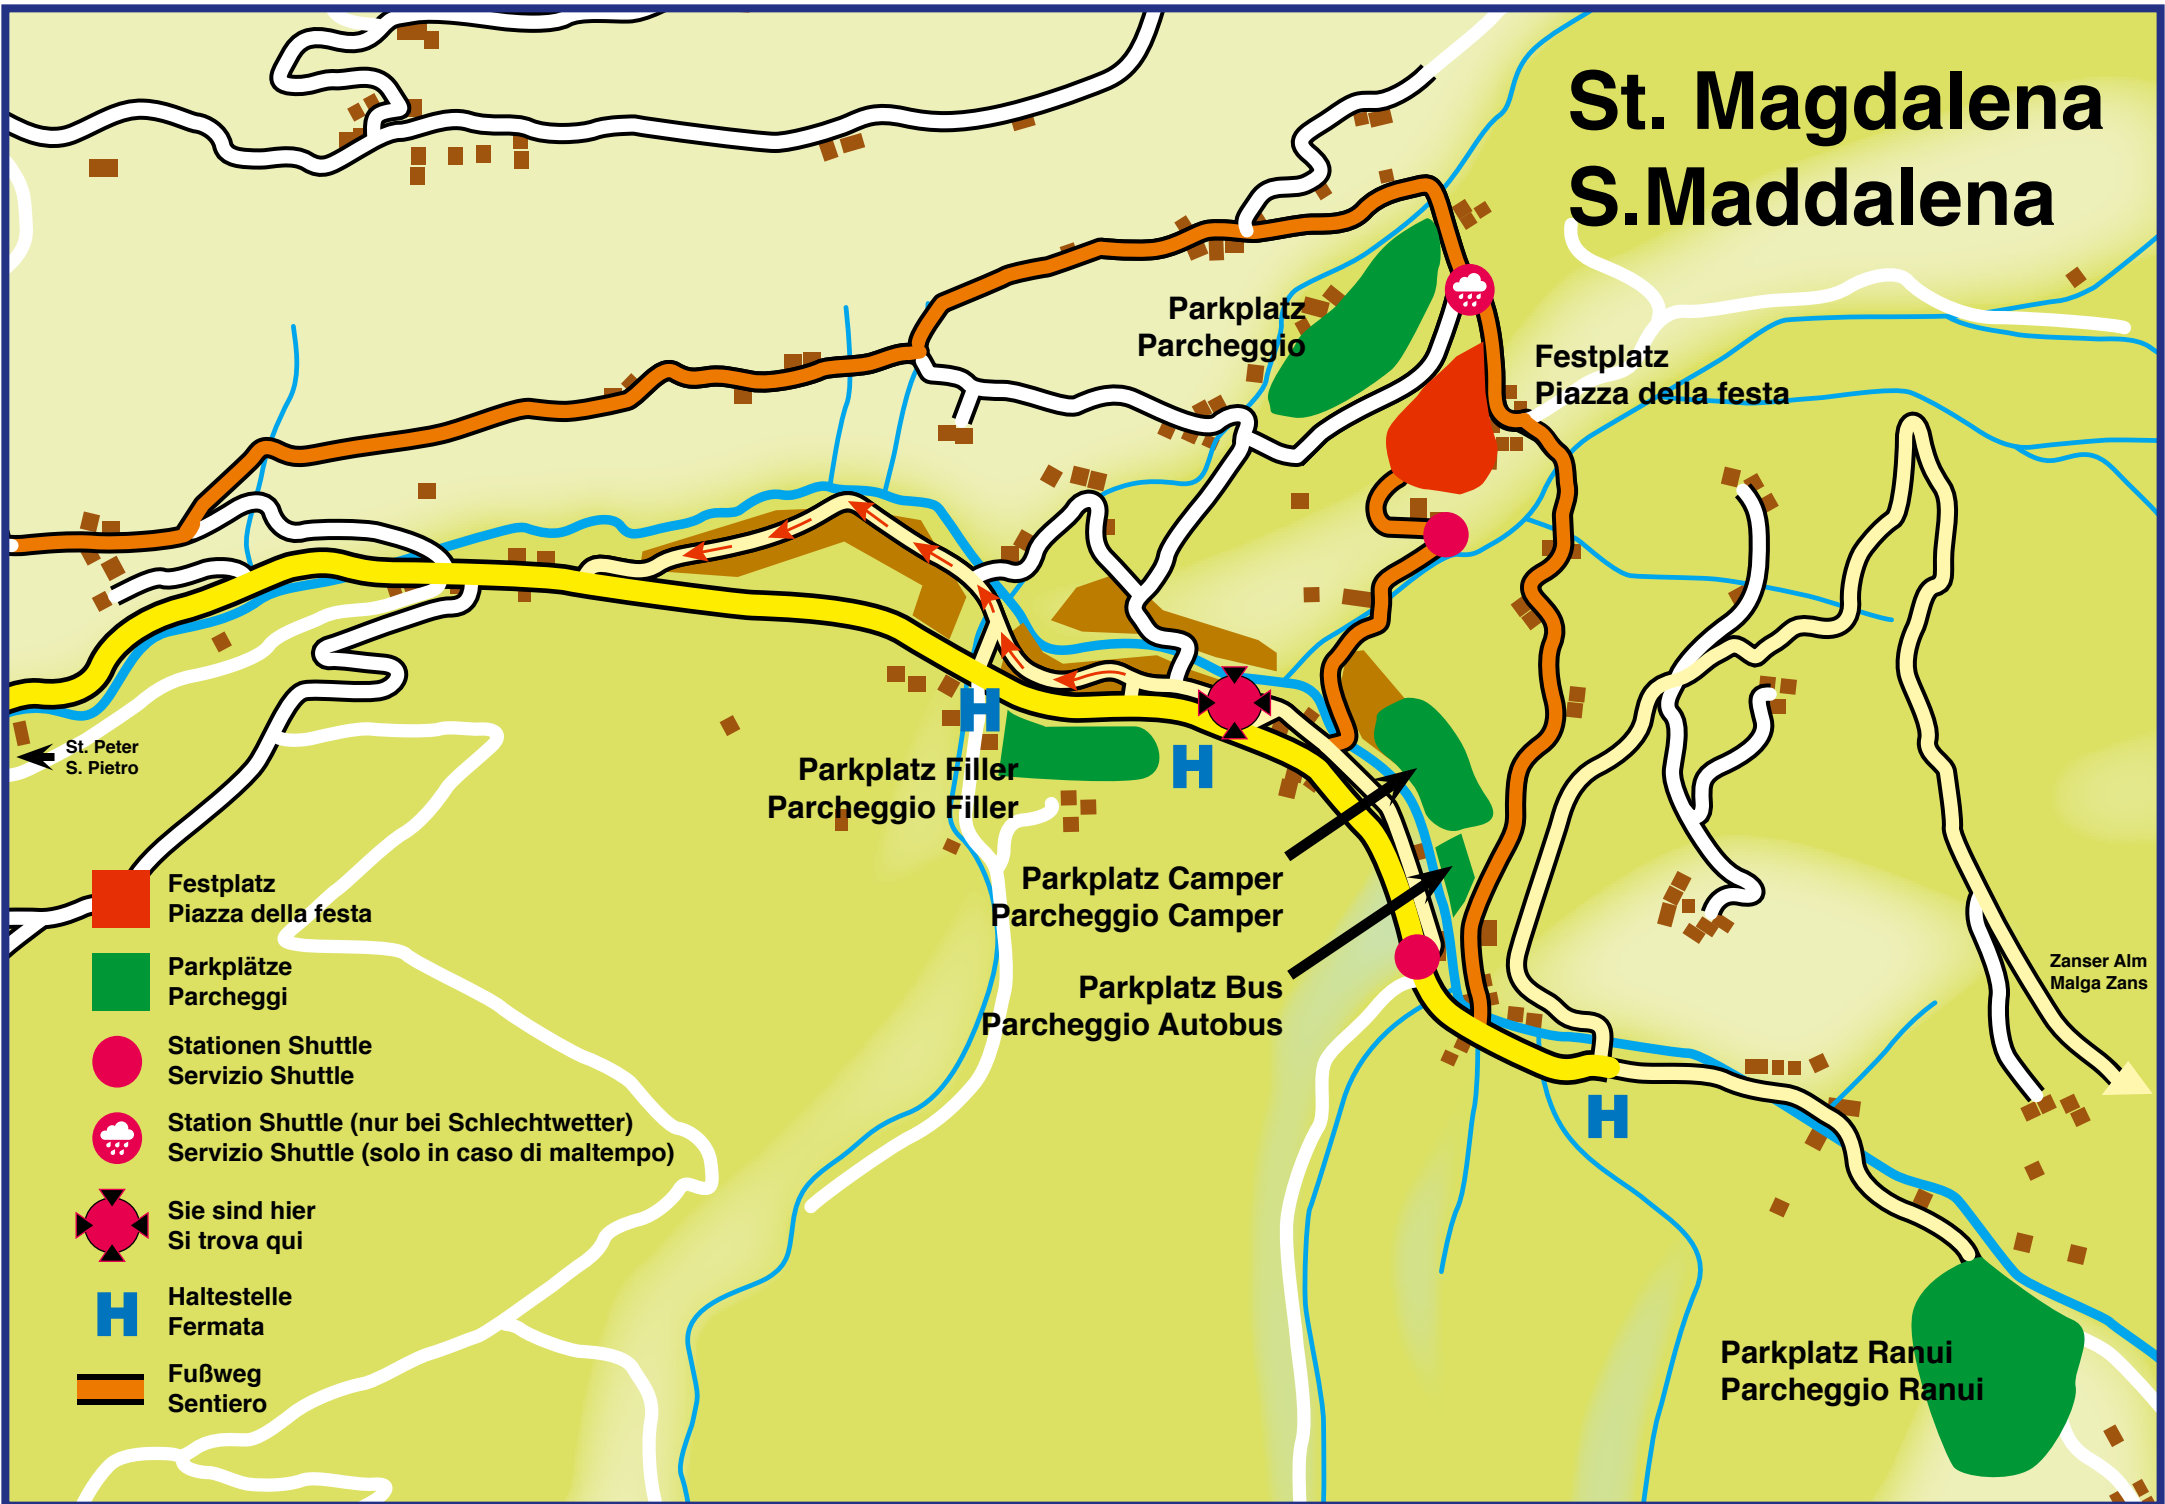 St. Magdalena
S.Maddalena
Parkplatz
Parcheggio
Festplatz
Piazza della festa
St. Peter
S. Pietro
H
H
Parkplatz Filler
Parcheggio Filler
Parkplatz Camper
Parcheggio Camper
Parkplatz Bus
Parcheggio Autobus
Zanser Alm
Malga Zans
H
Parkplatz Ranui
Parcheggio Ranui
Festplatz
Piazza della festa
Parkplätze
Parcheggi
Stationen Shuttle
Servizio Shuttle
Station Shuttle (nur bei Schlechtwetter)
Servizio Shuttle (solo in caso di maltempo)
Sie sind hier
Si trova qui
H
Haltestelle
Fermata
Fußweg
Sentiero